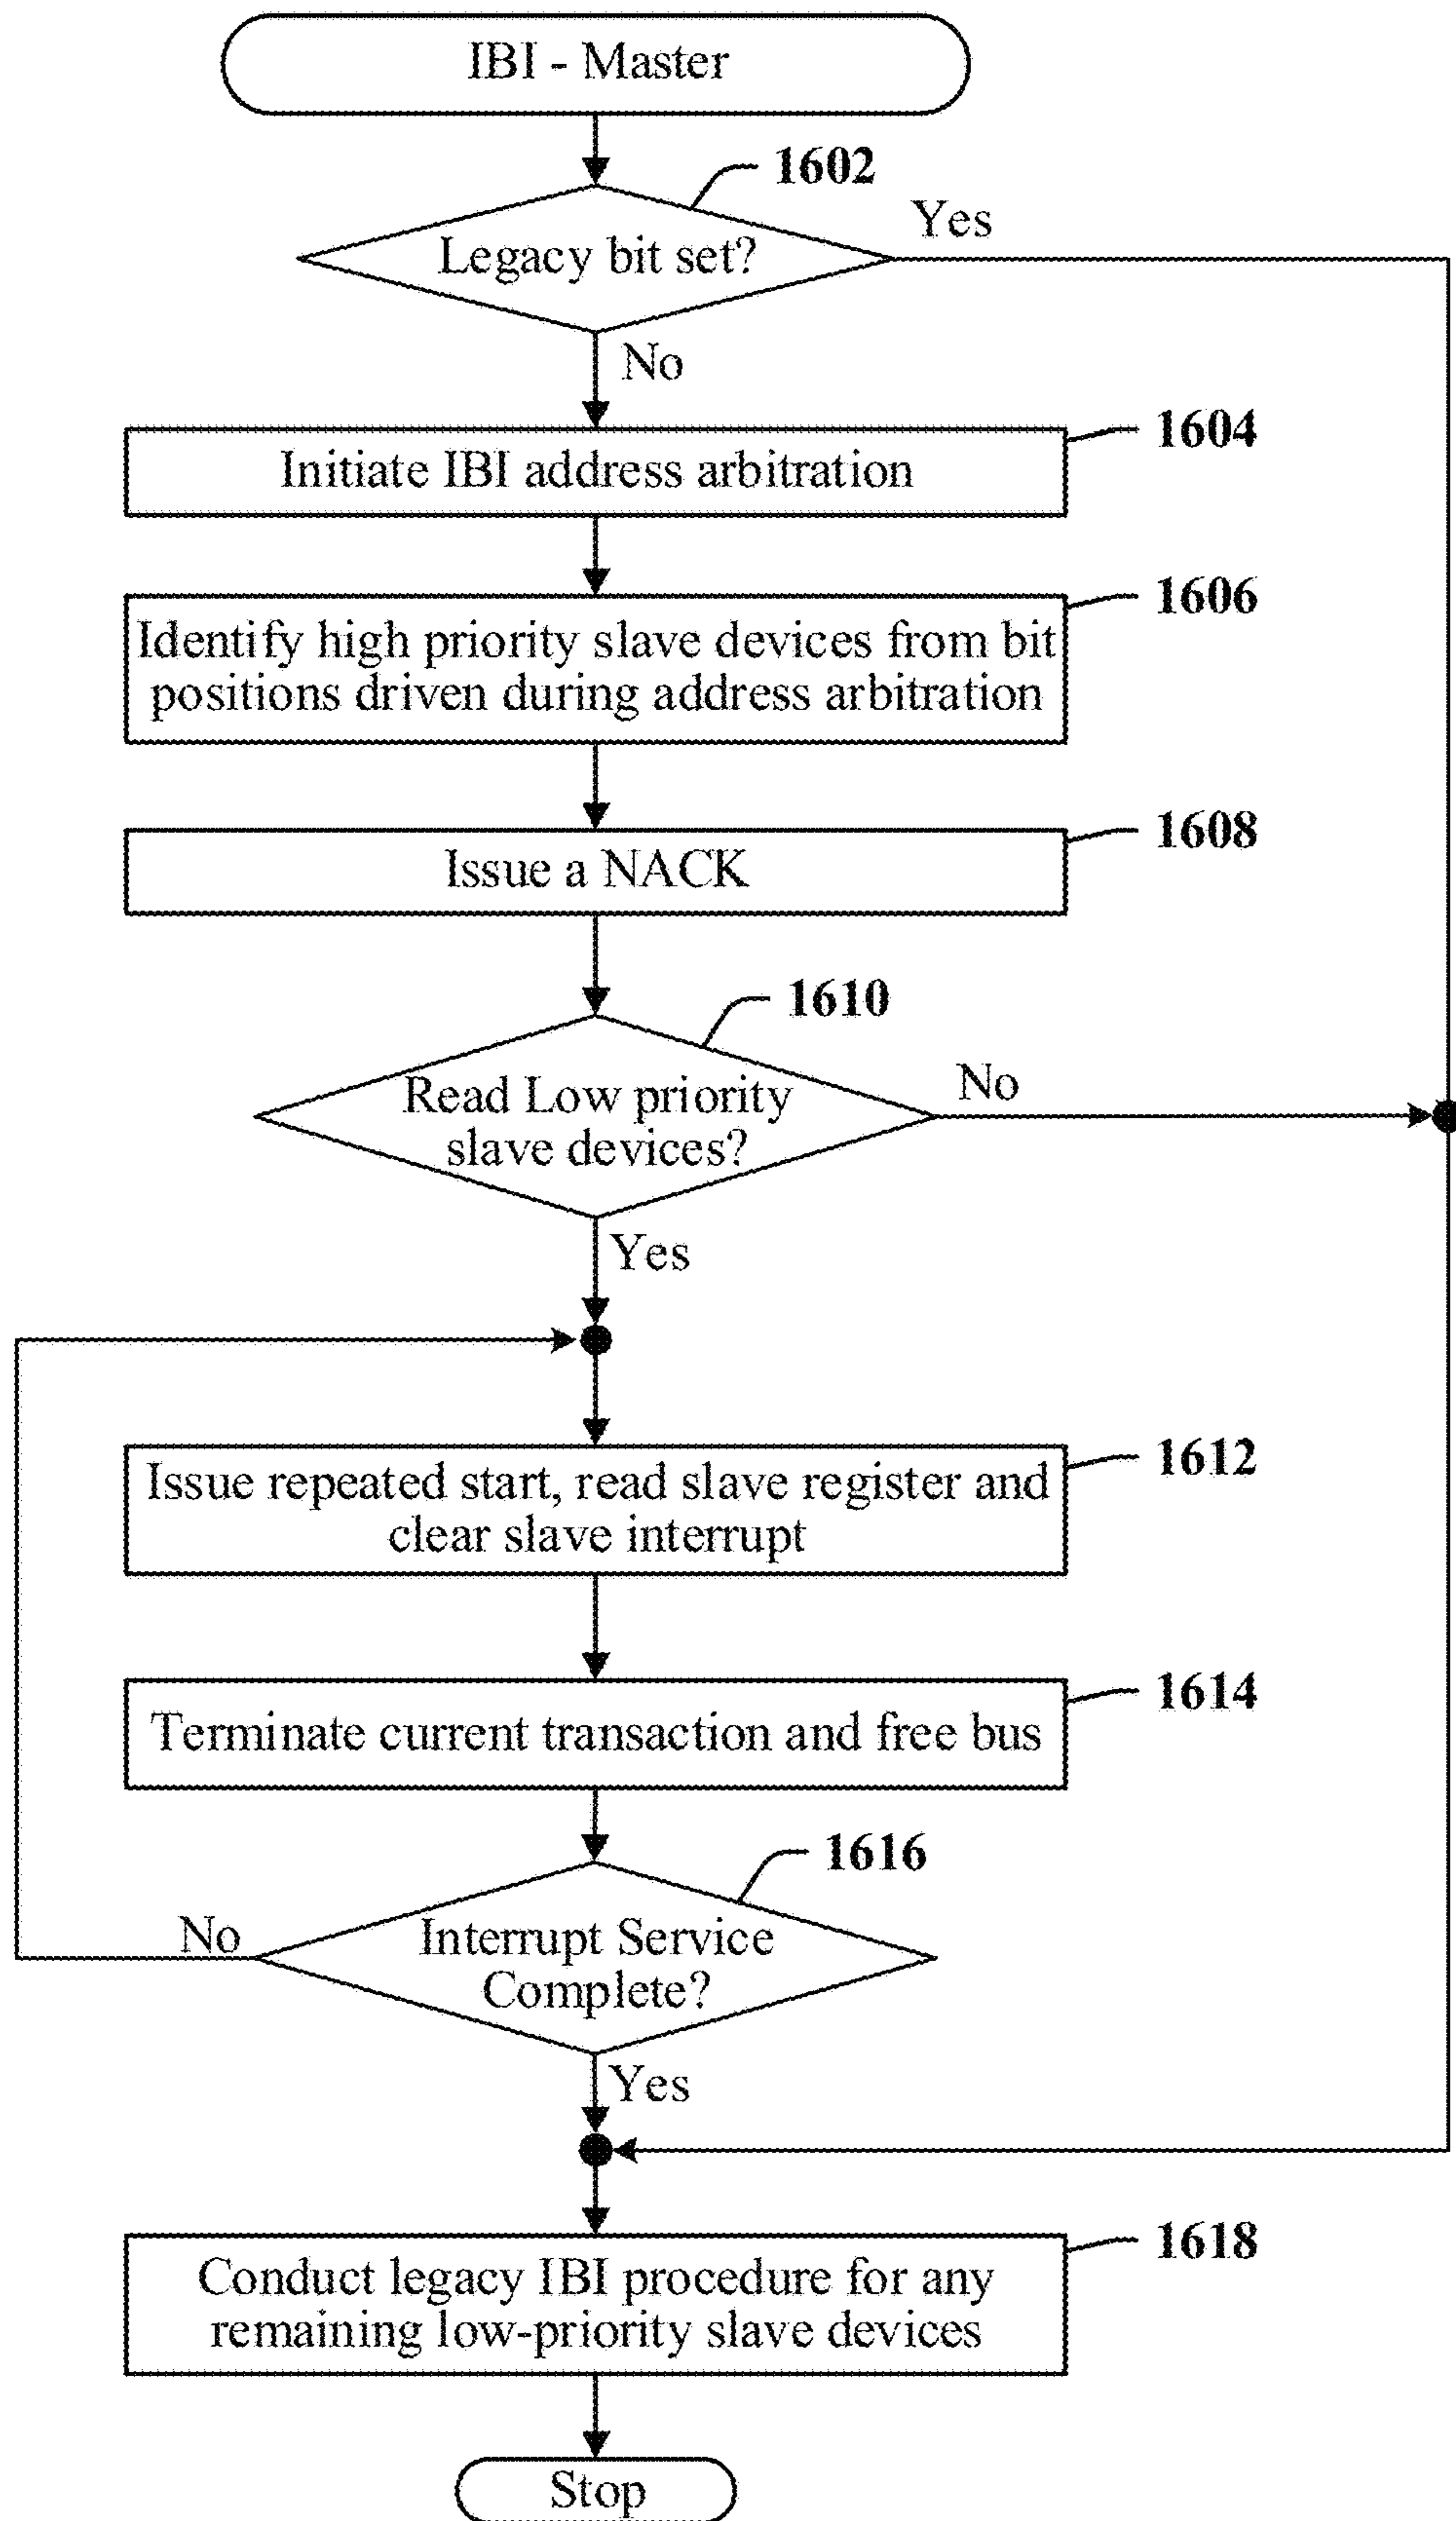 IBI - Master
1602
Yes
Legacy bit set?
No
1604
Initiate IBI address arbitration
1606
Identify high priority slave devices from bit
positions driven during address arbitration
1608
Issue a NACK
1610
No
Read Low priority
slave devices?
Yes
1612
Issue repeated start, read slave register and
clear slave interrupt
1614
Terminate current transaction and free bus
1616
No
Interrupt Service
Complete?
Yes
1618
Conduct legacy IBI procedure for any
remaining low-priority slave devices
Stop